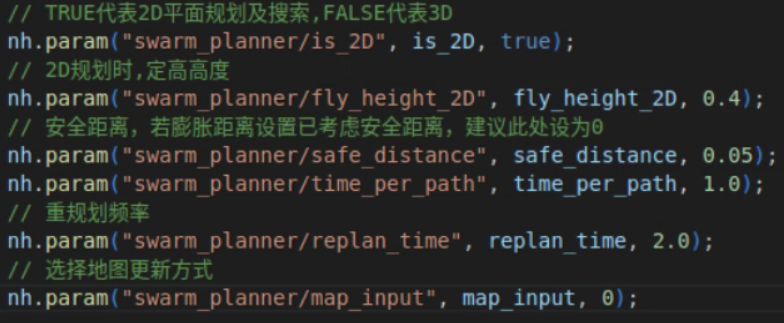 // TRUE代表2D平面规划及搜索,FALSE代表3D
nh.param("swarm_planner/is_2D", is_2D, true);
// 2D规划时,定高高度
nh.param("swarm_planner/fly_height_2D", fly_height_2D, 0.4);
// 安全距离，若膨胀距离设置已考虑安全距离，建议此处设为0
nh.param("swarm_planner/safe_distance", safe_distance, 0.05);
nh.param("swarm_planner/time_per_path", time_per_path, 1.0);
// 重规划频率
nh.param("swarm_planner/replan_time", replan_time, 2.0);
// 选择地图更新方式
nh.param("swarm_planner/map_input", map_input, 0);